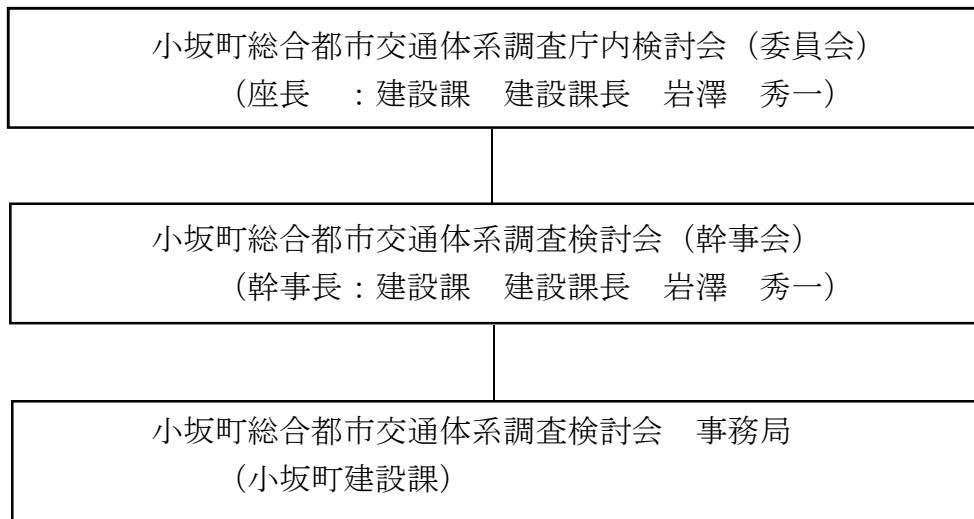 小坂町総合都市交通体系調査庁内検討会（委員会）
（座長　：建設課　建設課長　岩澤　秀一）
小坂町総合都市交通体系調査検討会（幹事会）
（幹事長：建設課　建設課長　岩澤　秀一）
小坂町総合都市交通体系調査検討会　事務局
（小坂町建設課）